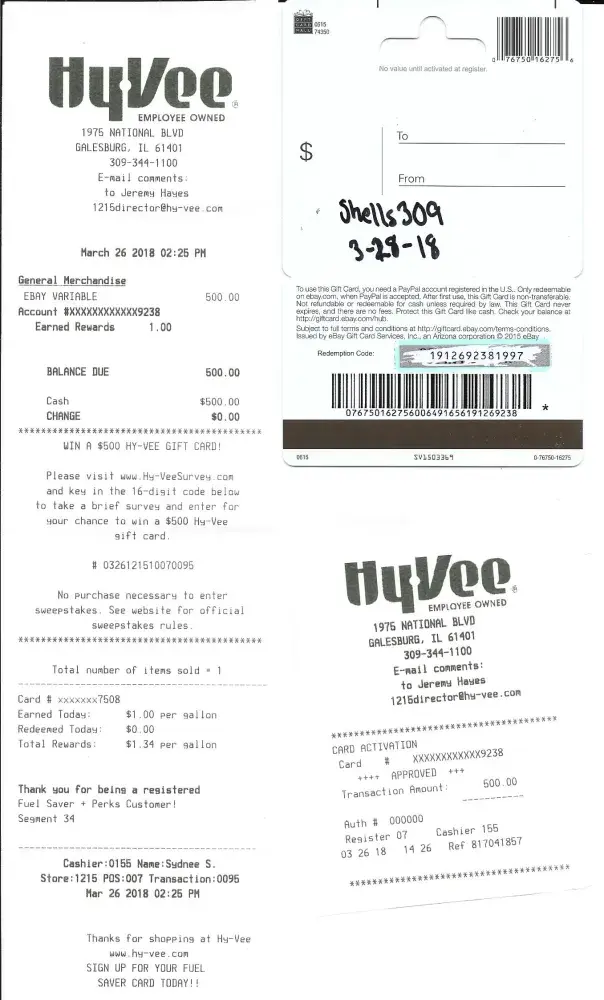 HyVee
EMPLOYEE OWNED
1975 NATIONAL BLVD
GALESBURG, IL 61401
309-344-1100
E-mail comments:
to Jeremy Hayes
1215director@hy-vee.com
March 26 2018 02:25 PM
General Merchandise
EBAY VARIABLE 500.00
Account #XXXXXXXXXXXX9238
Earned Rewards 1.00
BALANCE DUE 500.00
Cash $500.00
CHANGE $0.00
*******************************************
WIN A $500 HY-VEE GIFT CARD!
Please visit www.Hy-VeeSurvey.com
and key in the 16-digit code below
to take a brief survey and enter for
your chance to win a $500 Hy-Vee
gift card.
# 0326121510070095
No purchase necessary to enter
sweepstakes. See website for official
sweepstakes rules.
*******************************************
Total number of items sold = 1
Card # xxxxxxx7508
Earned Today: $1.00 per gallon
Redeemed Today: $0.00
Total Rewards: $1.34 per gallon
Thank you for being a registered
Fuel Saver + Perks Customer!
Segment 34
Cashier:0155 Name:Sydnee S.
Store:1215 POS:007 Transaction:0095
Mar 26 2018 02:25 PM
Thanks for shopping at Hy-Vee
www.hy-vee.com
SIGN UP FOR YOUR FUEL
SAVER CARD TODAY!!
GIFT CARD MALL
0615
74350
0 76750 16275 6
No value until activated at register.
$
To
From
Shells309
3-28-18
To use this Gift Card, you need a PayPal account registered in the U.S.. Only redeemable
on ebay.com, when PayPal is accepted. After first use, this Gift Card is non-transferable.
Not refundable or redeemable for cash unless required by law. This Gift Card never
expires, and there are no fees. Protect this Gift Card like cash. Check your balance at
http://giftcard.ebay.com/hub.
Subject to full terms and conditions at http://giftcard.ebay.com/terms-conditions.
Issued by eBay Gift Card Services, Inc., an Arizona corporation © 2015 eBay
Redemption Code: 1912692381997
076750162756006491656191269238 *
0615 SV1503369 0-76750-16275
HyVee
EMPLOYEE OWNED
1975 NATIONAL BLVD
GALESBURG, IL 61401
309-344-1100
E-mail comments:
to Jeremy Hayes
1215director@hy-vee.com
****************************************
CARD ACTIVATION
Card # XXXXXXXXXXXX9238
++++ APPROVED +++
Transaction Amount: 500.00
Auth # 000000
Register 07 Cashier 155
03 26 18 14 26 Ref 817041857
***************************************